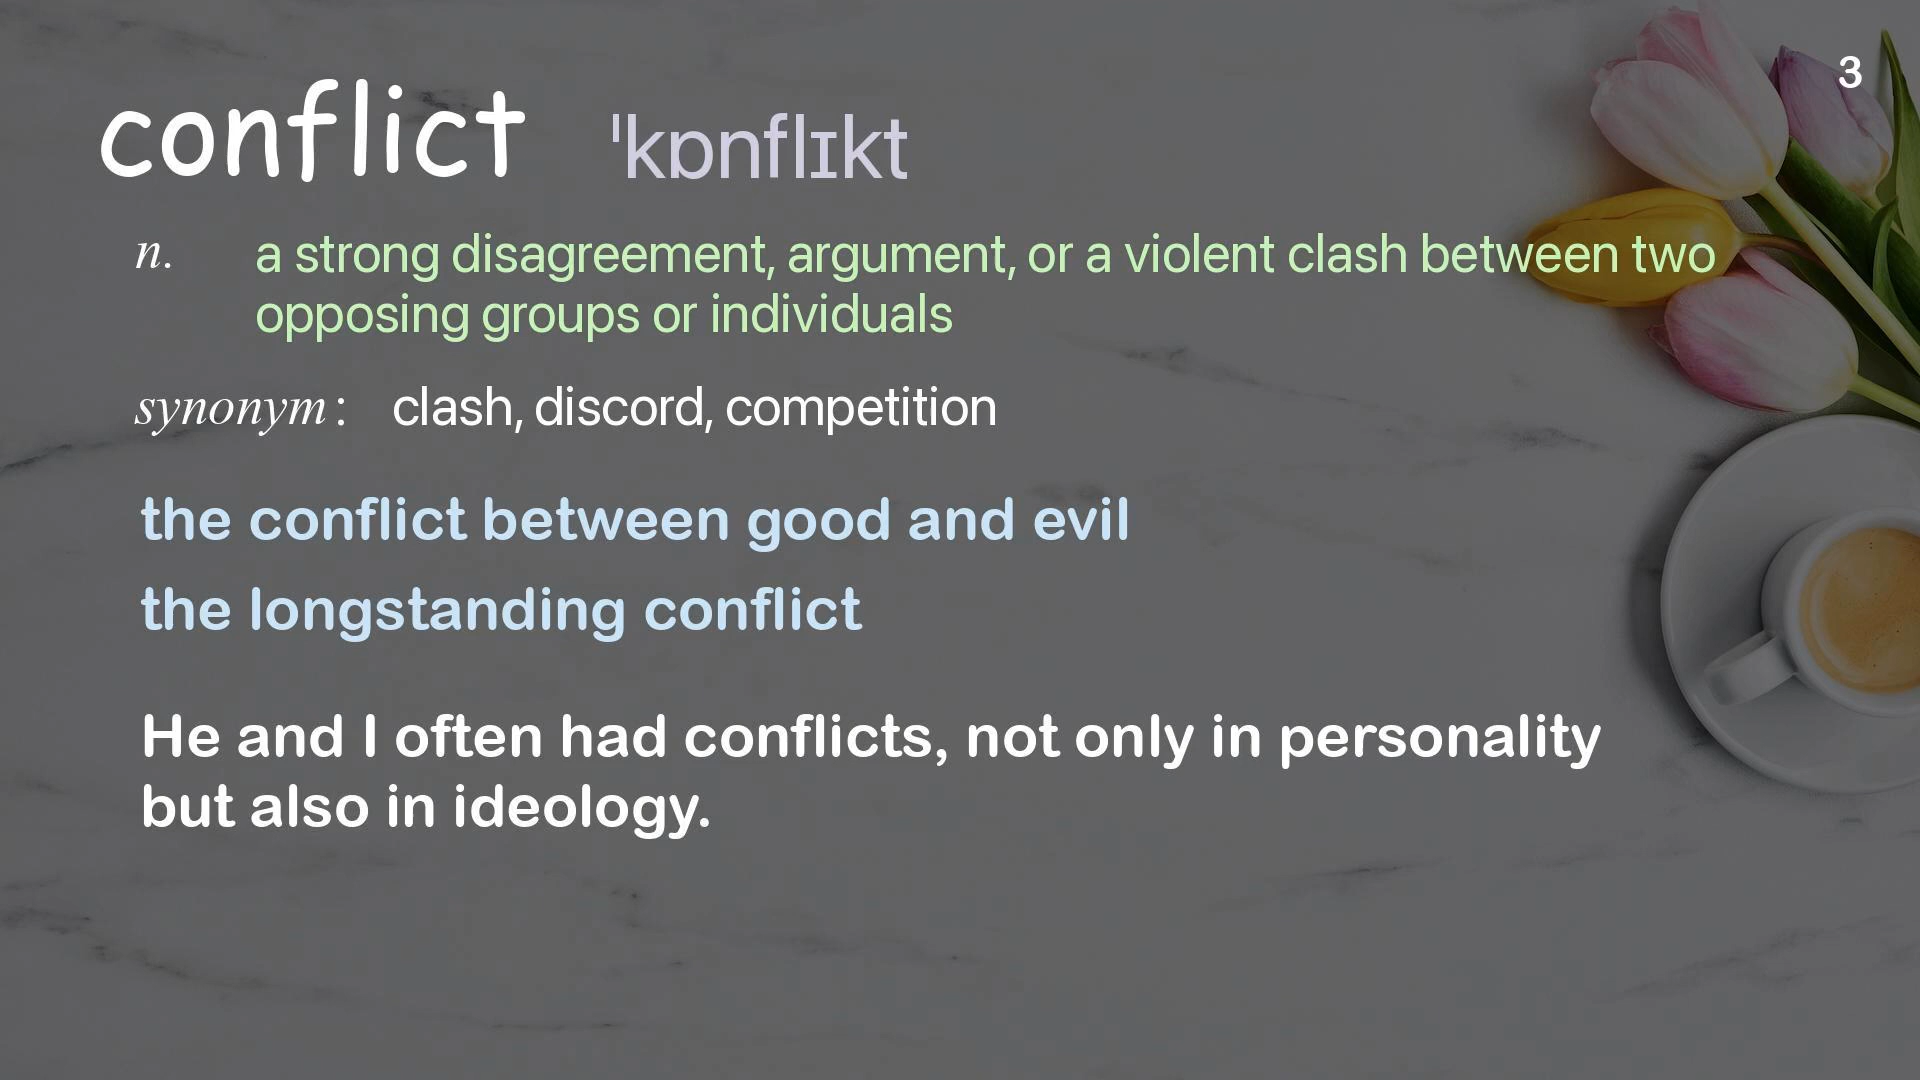 3
conflict ˈkɒnflɪkt
n. a strong disagreement, argument, or a violent clash between two
opposing groups or individuals
synonym: clash, discord, competition
the conflict between good and evil
the longstanding conflict
He and I often had conflicts, not only in personality
but also in ideology.